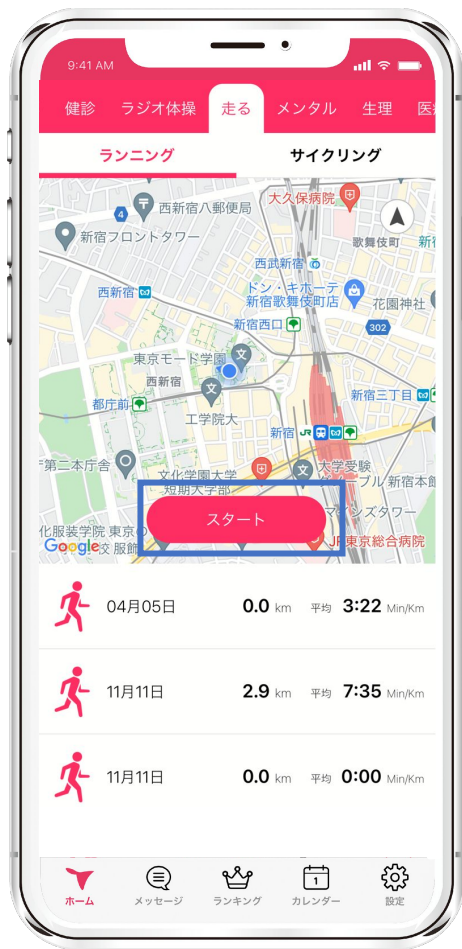 9:41 AM
健診 ラジオ体操 走る メンタル 生理
ランニング サイクリング
大久保病院
4 西新宿八郵便局
新宿フロントタワー
歌舞伎町
西武新宿
西新宿
ドン・キホーテ
新宿歌舞伎町店
花園神社
新宿西口
302
東京モード学園
西新宿
都庁前
新宿三丁目
工学院大
新宿 JR
第二本庁舎
文化学園大学
短期大学部
大学受験
新宿本館
スタート
マインズタワー
化服装学院
JR東京総合病院
Google
04月05日 0.0 km 平均 3:22 Min/Km
11月11日 2.9 km 平均 7:35 Min/Km
11月11日 0.0 km 平均 0:00 Min/Km
1
ホーム メッセージ ランキング カレンダー 設定